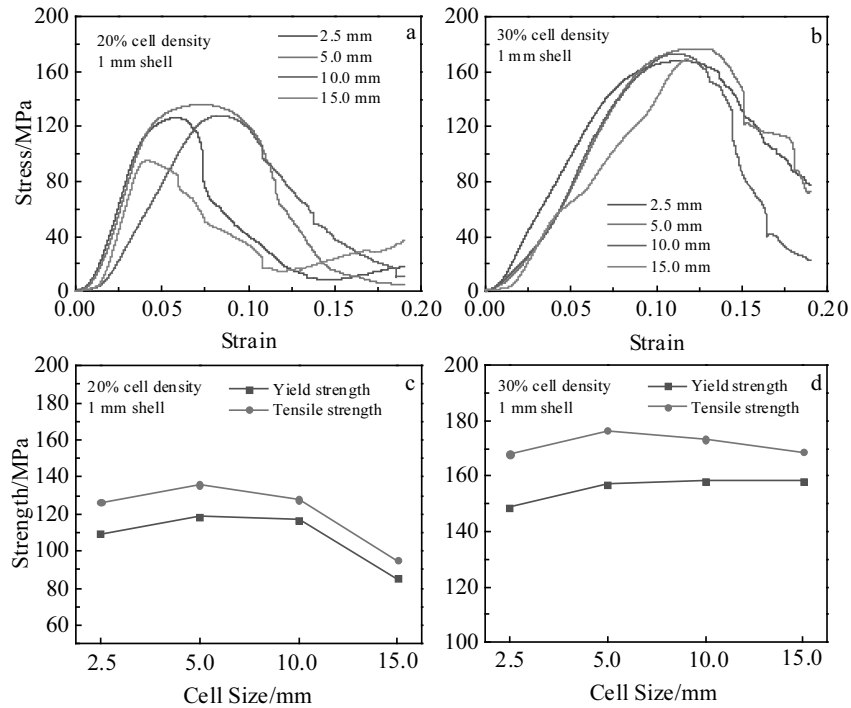 200
160
120
80
40
0
Stress/MPa
20% cell density
1 mm shell
2.5 mm
5.0 mm
10.0 mm
15.0 mm
a
0.00 0.05 0.10 0.15 0.20
Strain
200
160
120
80
40
0
30% cell density
1 mm shell
b
2.5 mm
5.0 mm
10.0 mm
15.0 mm
0.00 0.05 0.10 0.15 0.20
Strain
200
180
160
140
120
100
80
60
Strength/MPa
20% cell density
1 mm shell
Yield strength
Tensile strength
c
2.5 5.0 10.0 15.0
Cell Size/mm
200
180
160
140
120
100
30% cell density
1 mm shell
Yield strength
Tensile strength
d
2.5 5.0 10.0 15.0
Cell Size/mm